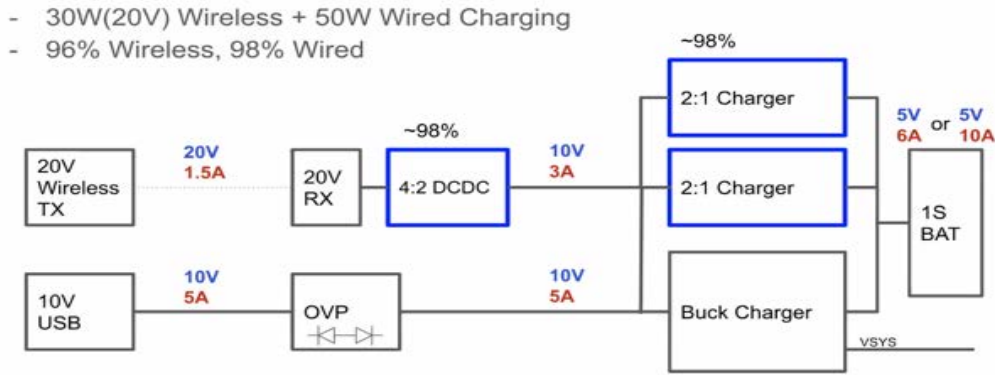 - 30W(20V) Wireless + 50W Wired Charging
- 96% Wireless, 98% Wired
~98%
2:1 Charger
5V or 5V
6A 10A
~98%
20V
1.5A
10V
3A
20V
Wireless
TX
20V
RX
4:2 DCDC
2:1 Charger
1S
BAT
10V
5A
10V
5A
10V
USB
OVP
Buck Charger
VSYS